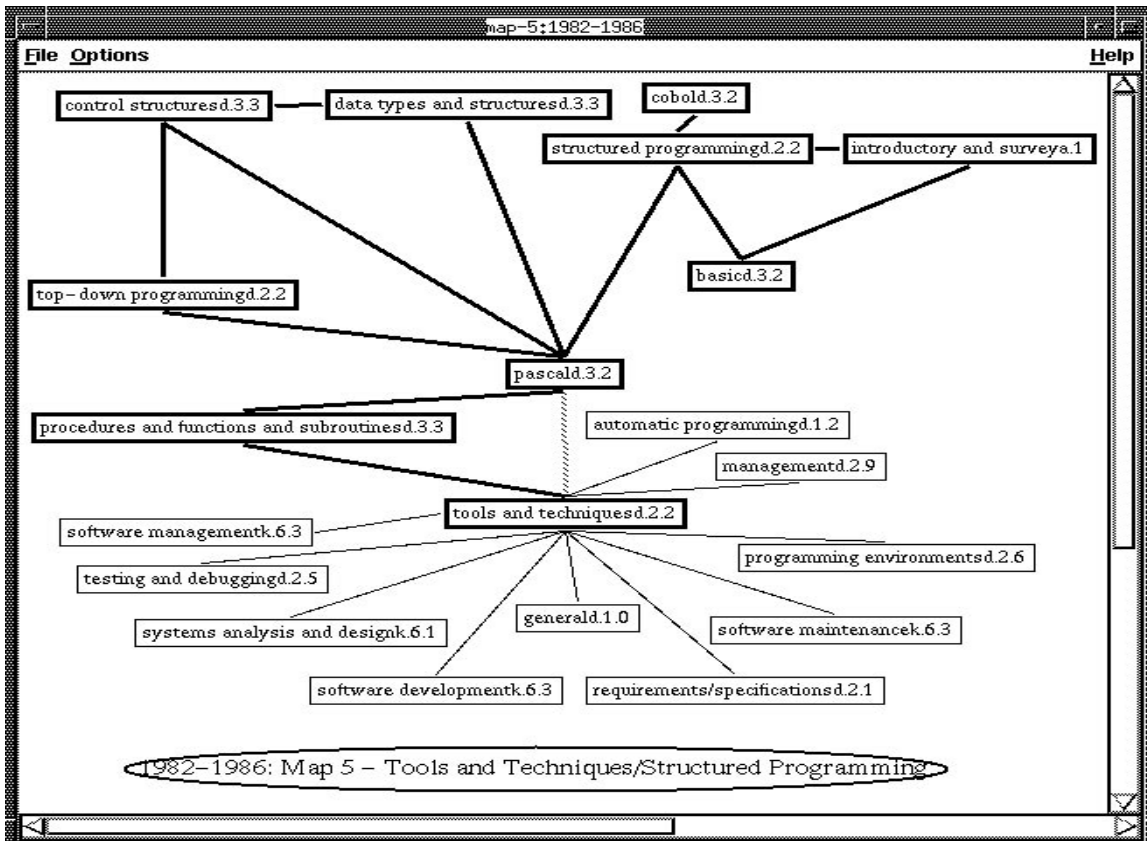 map-5:1982-1986
File Options Help
control structuresd.3.3
data types and structuresd.3.3
cobold.3.2
structured programmingd.2.2
introductory and surveya.1
basicd.3.2
top-down programmingd.2.2
pascald.3.2
procedures and functions and subroutinesd.3.3
automatic programmingd.1.2
managementd.2.9
tools and techniquesd.2.2
software managementk.6.3
programming environmentsd.2.6
testing and debuggingd.2.5
generald.1.0
systems analysis and designk.6.1
software maintenancek.6.3
software developmentk.6.3
requirements/specificationsd.2.1
1982-1986: Map 5 - Tools and Techniques/Structured Programming